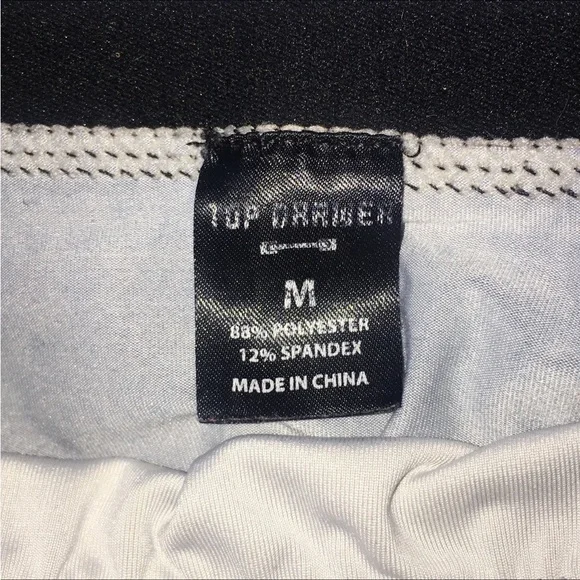 TOP DRAWER
M
88% POLYESTER
12% SPANDEX
MADE IN CHINA